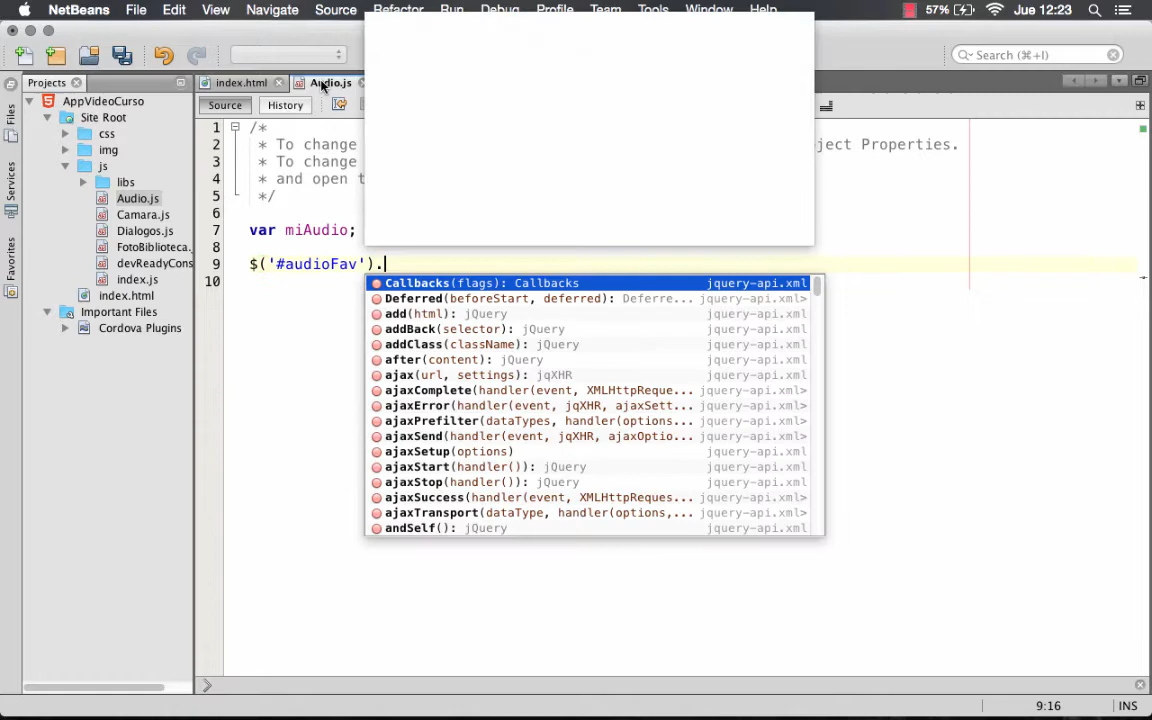 NetBeans File Edit View Navigate Source Refactor Run Debug Profile Team Tools Window Help 57% Jue 12:23
Search (⌘+I)
Projects
index.html
Audio.js
Files
Services
Favorites
AppVideoCurso
Site Root
css
img
js
libs
Audio.js
Camara.js
Dialogos.js
FotoBiblioteca.
devReadyCons
index.js
index.html
Important Files
Cordova Plugins
Source History
1 /*
2 * To change ject Properties.
3 * To change
4 * and open t
5 */
6
7 var miAudio;
8
9 $('#audioFav').
10
Callbacks(flags): Callbacks jquery-api.xml
Deferred(beforeStart, deferred): Deferre... jquery-api.xml
add(html): jQuery jquery-api.xml
addBack(selector): jQuery jquery-api.xml
addClass(className): jQuery jquery-api.xml
after(content): jQuery jquery-api.xml
ajax(url, settings): jqXHR jquery-api.xml
ajaxComplete(handler(event, XMLHttpReque... jquery-api.xml>
ajaxError(handler(event, jqXHR, ajaxSett... jquery-api.xml>
ajaxPrefilter(dataTypes, handler(options... jquery-api.xml>
ajaxSend(handler(event, jqXHR, ajaxOptio... jquery-api.xml>
ajaxSetup(options) jquery-api.xml
ajaxStart(handler()): jQuery jquery-api.xml
ajaxStop(handler()): jQuery jquery-api.xml
ajaxSuccess(handler(event, XMLHttpReques... jquery-api.xml>
ajaxTransport(dataType, handler(options,... jquery-api.xml>
andSelf(): jQuery jquery-api.xml
9:16 INS